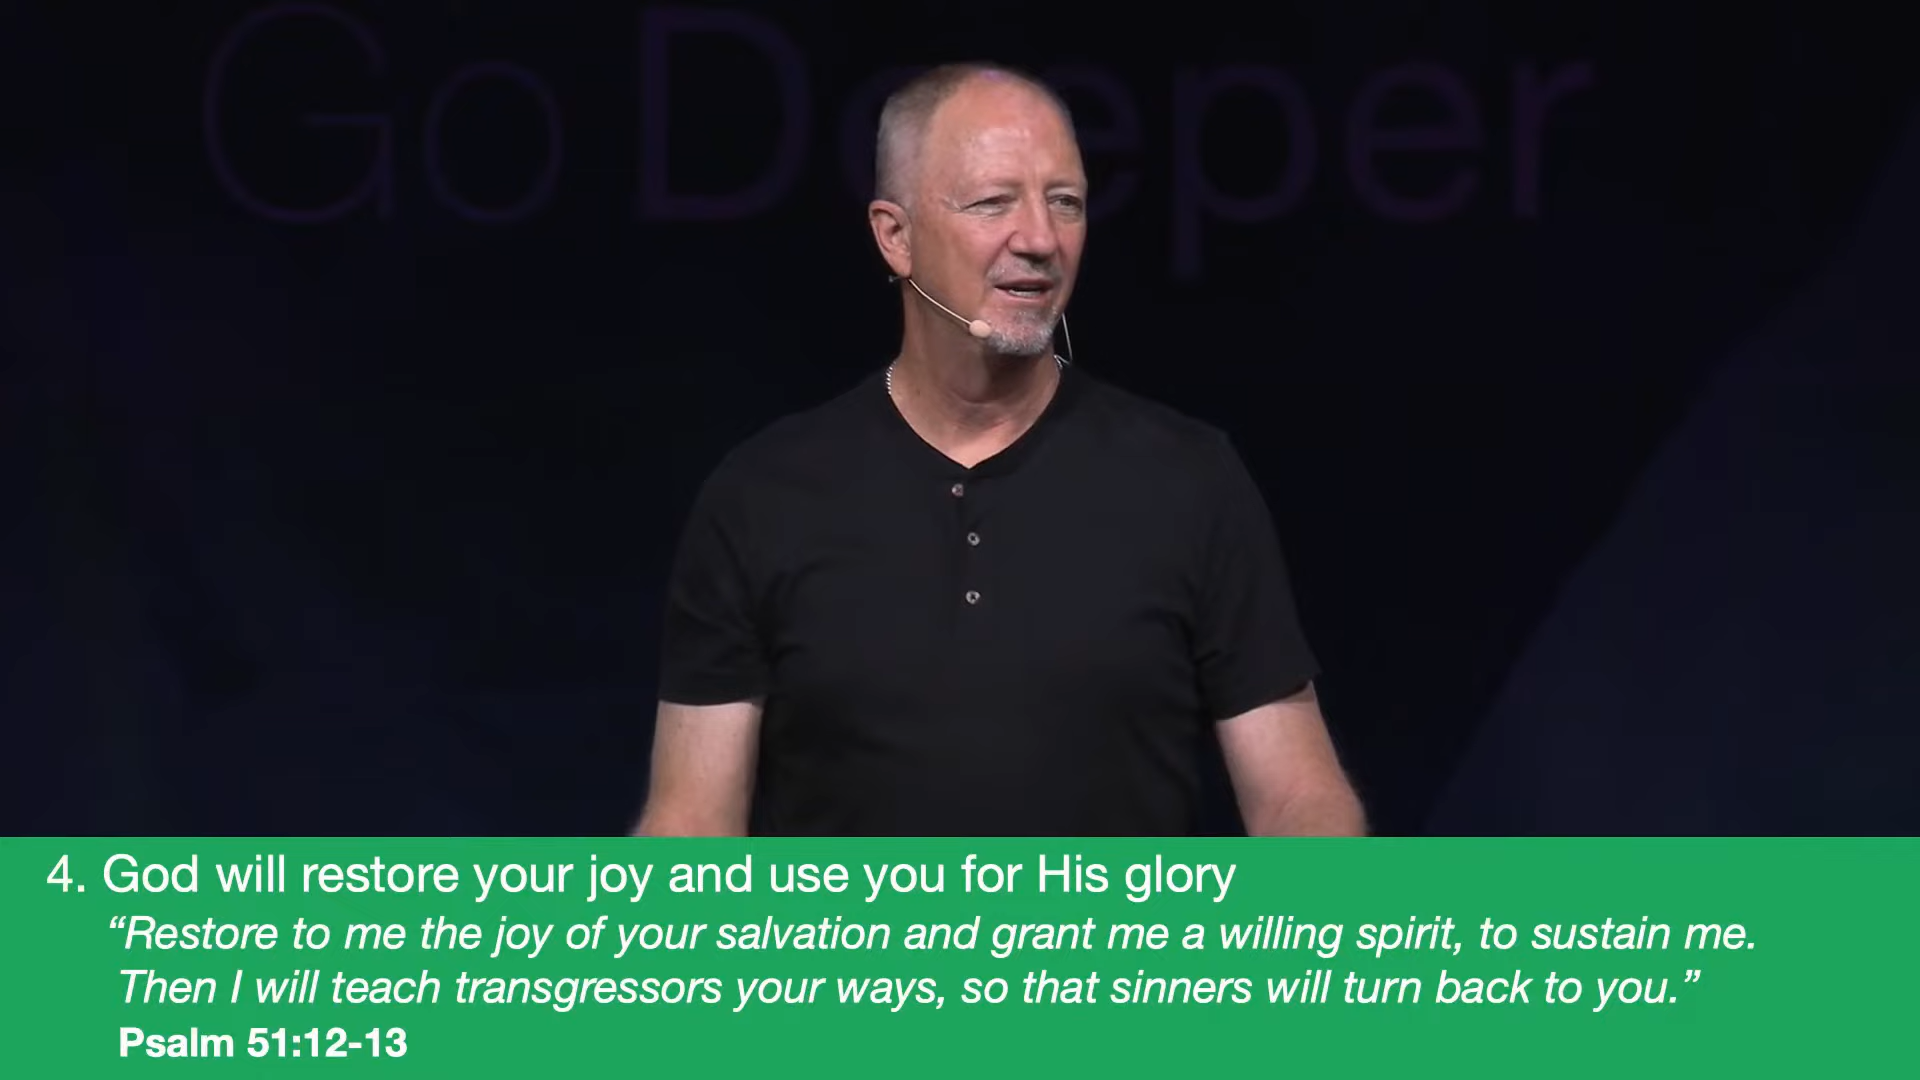 Go Deeper
4. God will restore your joy and use you for His glory
“Restore to me the joy of your salvation and grant me a willing spirit, to sustain me.
Then I will teach transgressors your ways, so that sinners will turn back to you.”
Psalm 51:12-13